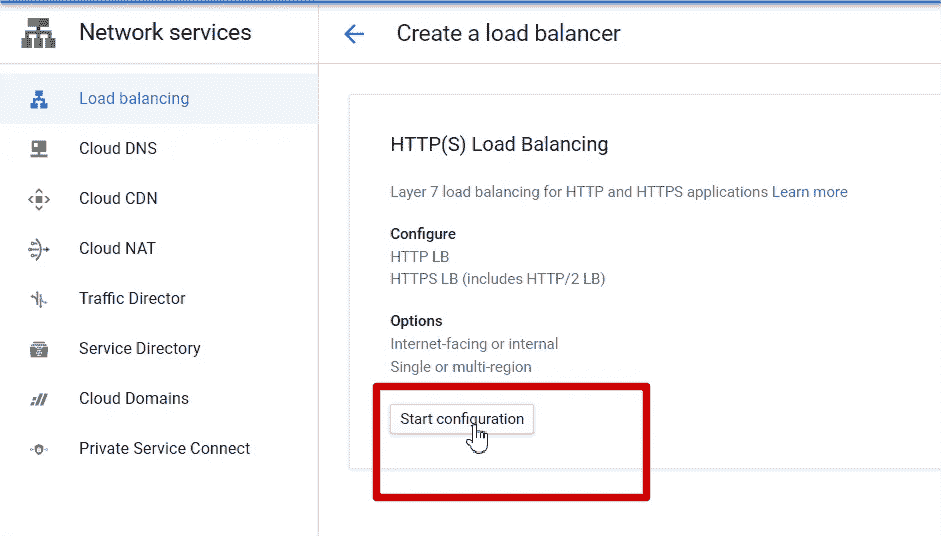 Network services
Create a load balancer
Load balancing
Cloud DNS
Cloud CDN
Cloud NAT
Traffic Director
Service Directory
Cloud Domains
Private Service Connect
HTTP(S) Load Balancing
Layer 7 load balancing for HTTP and HTTPS applications Learn more
Configure
HTTP LB
HTTPS LB (includes HTTP/2 LB)
Options
Internet-facing or internal
Single or multi-region
Start configuration